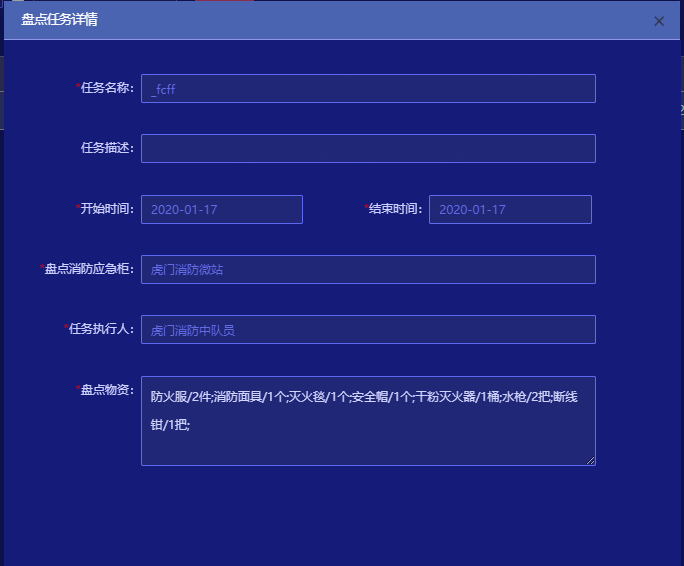 盘点任务详情
*任务名称: _fcff
任务描述:
*开始时间: 2020-01-17 *结束时间: 2020-01-17
*盘点消防应急柜: 虎门消防微站
*任务执行人: 虎门消防中队员
*盘点物资: 防火服/2件;消防面具/1个;灭火毯/1个;安全帽/1个;干粉灭火器/1桶;水枪/2把;断线
钳/1把;